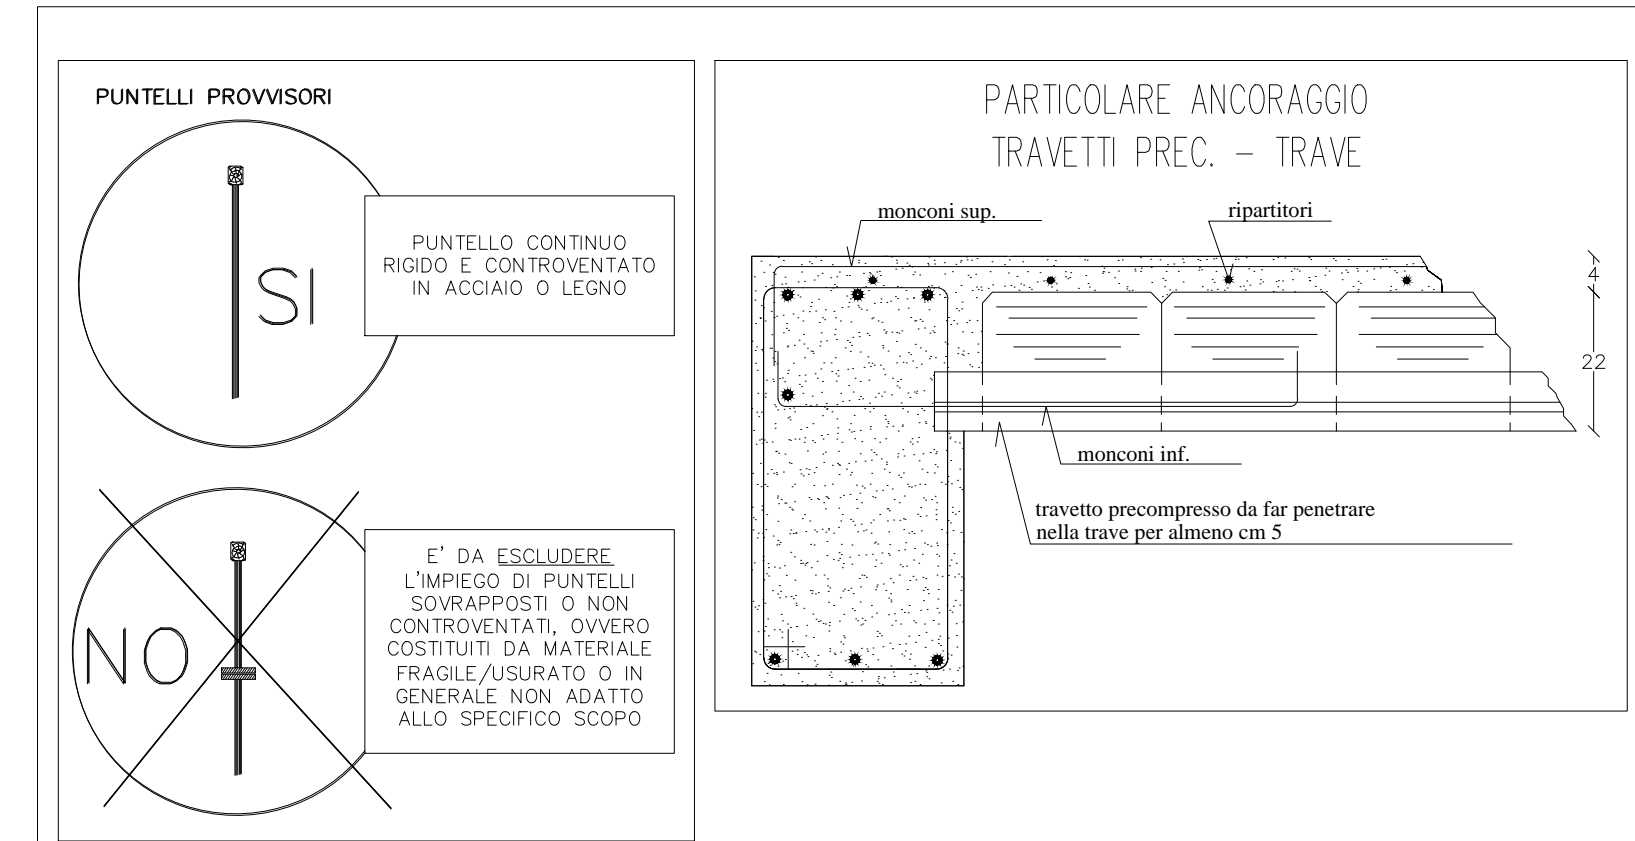 PUNTELLI PROVVISORI
SI
PUNTELLO CONTINUO
RIGIDO E CONTROVENTATO
IN ACCIAIO O LEGNO
NO
E' DA ESCLUDERE
L'IMPIEGO DI PUNTELLI
SOVRAPPOSTI O NON
CONTROVENTATI, OVVERO
COSTITUITI DA MATERIALE
FRAGILE/USURATO O IN
GENERALE NON ADATTO
ALLO SPECIFICO SCOPO
PARTICOLARE ANCORAGGIO
TRAVETTI PREC. – TRAVE
monconi sup.
ripartitori
4
22
monconi inf.
travetto precompresso da far penetrare
nella trave per almeno cm 5